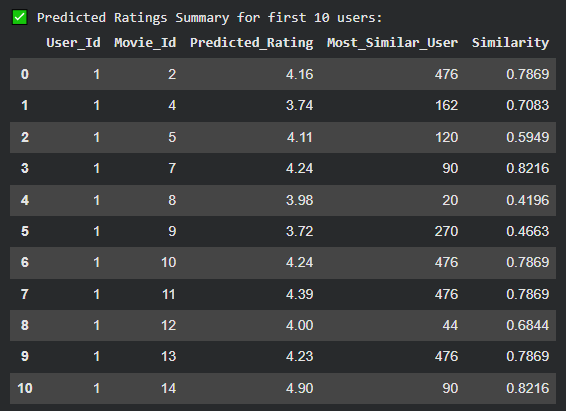 ✅ Predicted Ratings Summary for first 10 users:
User_Id Movie_Id Predicted_Rating Most_Similar_User Similarity
0 1 2 4.16 476 0.7869
1 1 4 3.74 162 0.7083
2 1 5 4.11 120 0.5949
3 1 7 4.24 90 0.8216
4 1 8 3.98 20 0.4196
5 1 9 3.72 270 0.4663
6 1 10 4.24 476 0.7869
7 1 11 4.39 476 0.7869
8 1 12 4.00 44 0.6844
9 1 13 4.23 476 0.7869
10 1 14 4.90 90 0.8216